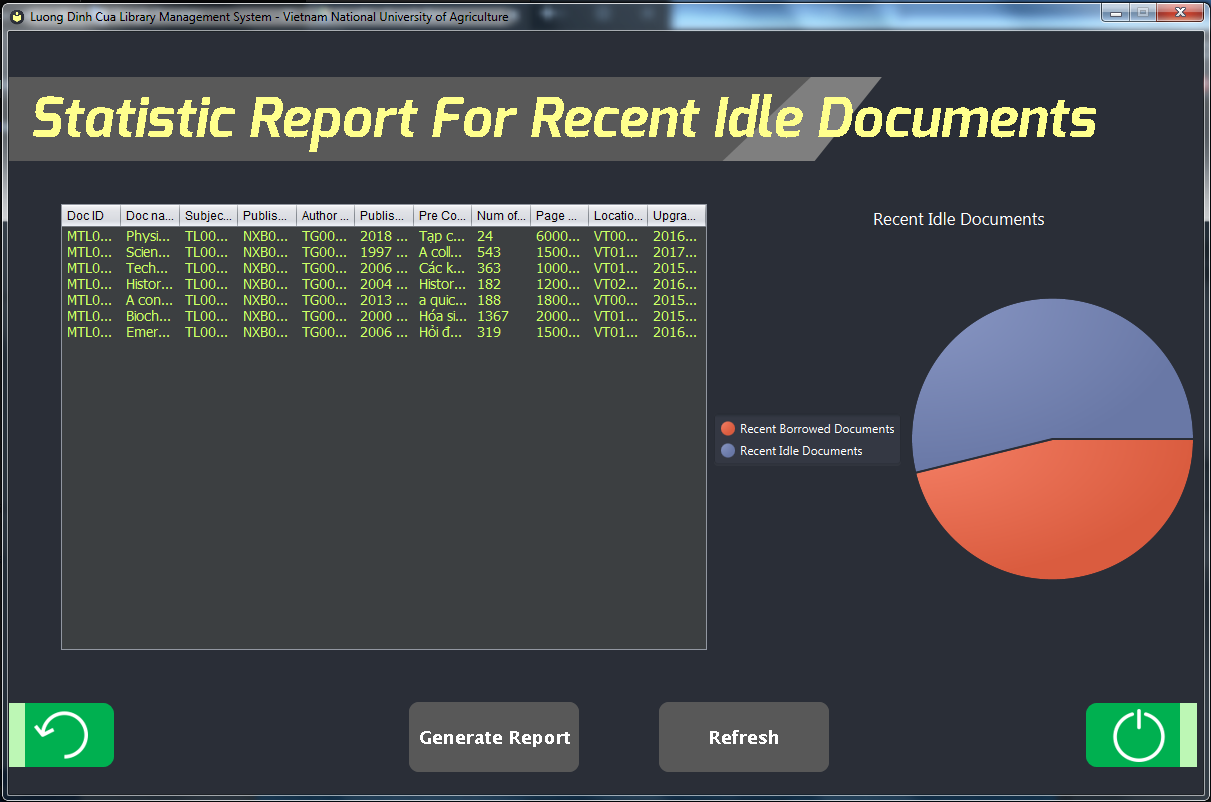 Luong Dinh Cua Library Management System - Vietnam National University of Agriculture
Statistic Report For Recent Idle Documents
Doc ID Doc na... Subjec... Publis... Author ... Publis... Pre Co... Num of... Page ... Locatio... Upgra...
MTL0... Physi... TL00... NXB0... TG00... 2018 ... Tạp c... 24 6000... VT00... 2016...
MTL0... Scien... TL00... NXB0... TG00... 1997 ... A coll... 543 1500... VT01... 2017...
MTL0... Tech... TL00... NXB0... TG00... 2006 ... Các k... 363 1000... VT01... 2015...
MTL0... Histor... TL00... NXB0... TG00... 2004 ... Histor... 182 1200... VT02... 2016...
MTL0... A con... TL00... NXB0... TG00... 2013 ... a quic... 188 1800... VT00... 2015...
MTL0... Bioch... TL00... NXB0... TG00... 2000 ... Hóa si... 1367 2000... VT01... 2015...
MTL0... Emer... TL00... NXB0... TG00... 2006 ... Hỏi đ... 319 1500... VT01... 2016...
Recent Idle Documents
Recent Borrowed Documents
Recent Idle Documents
Generate Report
Refresh